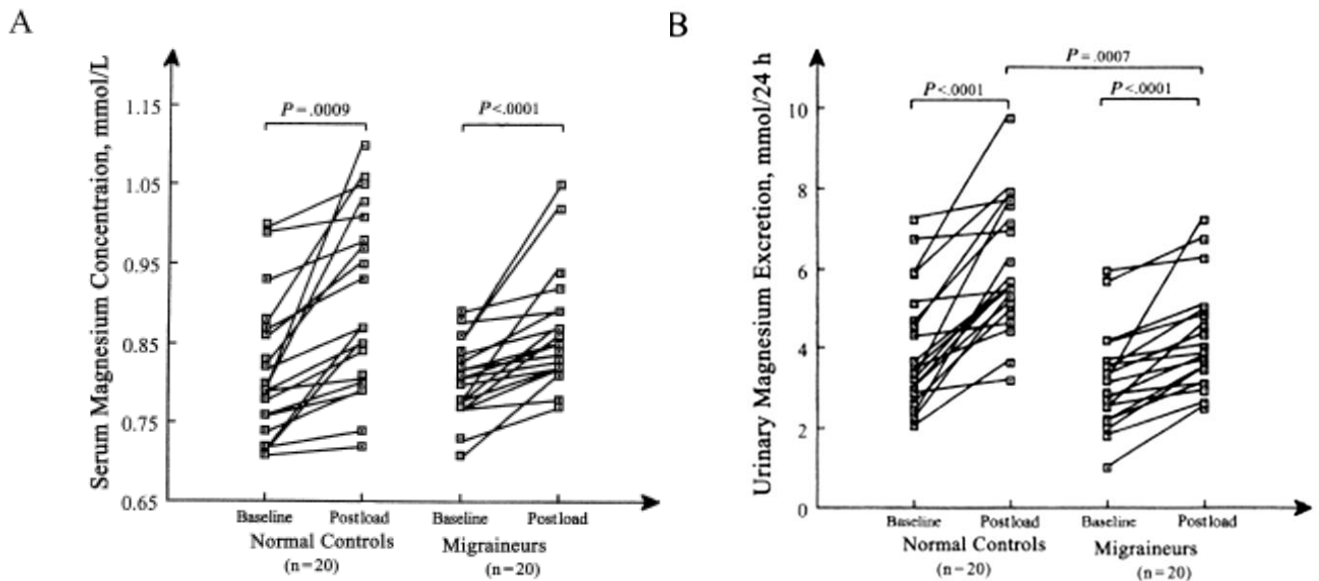 A
B
Serum Magnesium Concentraion, mmol/L
1.15
1.05
0.95
0.85
0.75
0.65
P=.0009
P<.0001
Baseline
Postload
Baseline
Postload
Normal Controls
(n=20)
Migraineurs
(n=20)
Urinary Magnesium Excretion, mmol/24 h
10
8
6
4
2
0
P=.0007
P<.0001
P<.0001
Baseline
Postload
Baseline
Postload
Normal Controls
(n=20)
Migraineurs
(n=20)